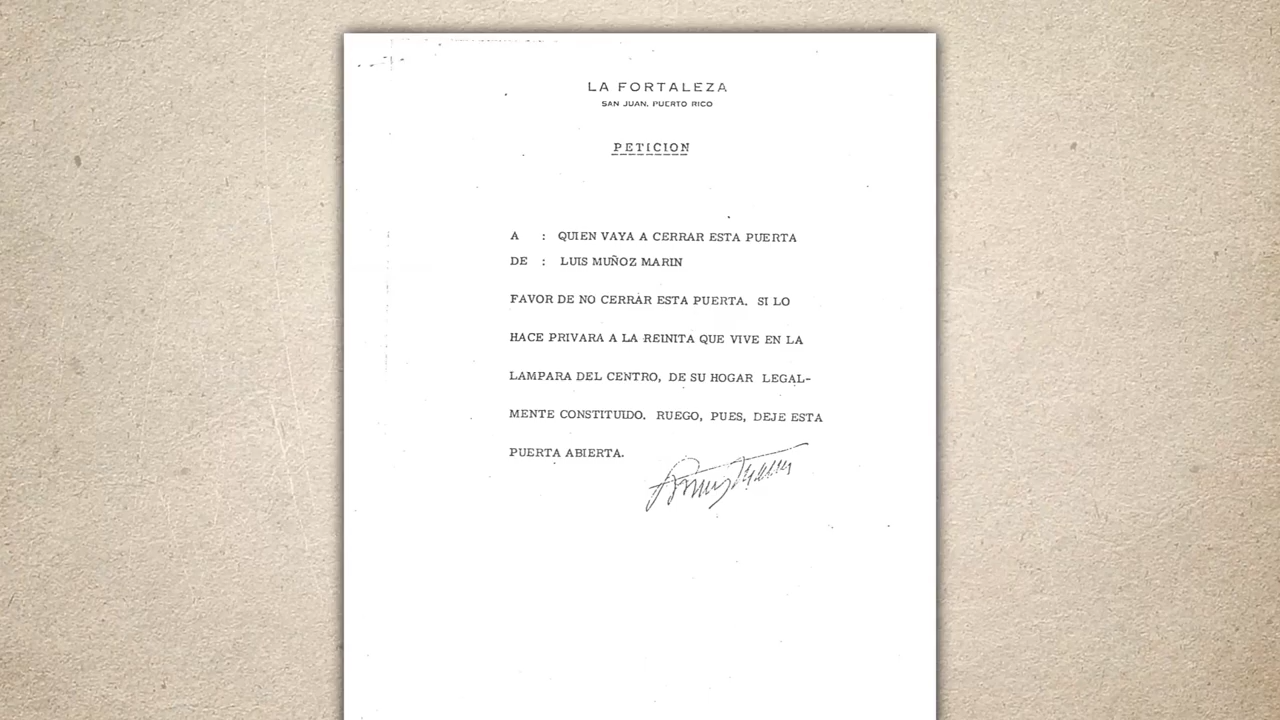 LA FORTALEZA
SAN JUAN, PUERTO RICO
PETICION
A : QUIEN VAYA A CERRAR ESTA PUERTA
DE : LUIS MUÑOZ MARIN
FAVOR DE NO CERRAR ESTA PUERTA. SI LO
HACE PRIVARA A LA REINITA QUE VIVE EN LA
LAMPARA DEL CENTRO, DE SU HOGAR LEGAL-
MENTE CONSTITUIDO. RUEGO, PUES, DEJE ESTA
PUERTA ABIERTA.